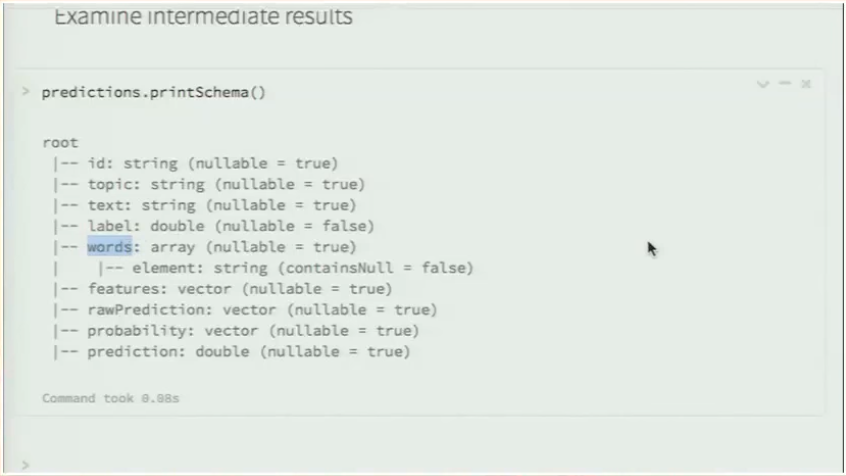 Examine intermediate results
> predictions.printSchema()
root
|-- id: string (nullable = true)
|-- topic: string (nullable = true)
|-- text: string (nullable = true)
|-- label: double (nullable = false)
|-- words: array (nullable = true)
|    |-- element: string (containsNull = false)
|-- features: vector (nullable = true)
|-- rawPrediction: vector (nullable = true)
|-- probability: vector (nullable = true)
|-- prediction: double (nullable = true)
Command took 0.08s
>